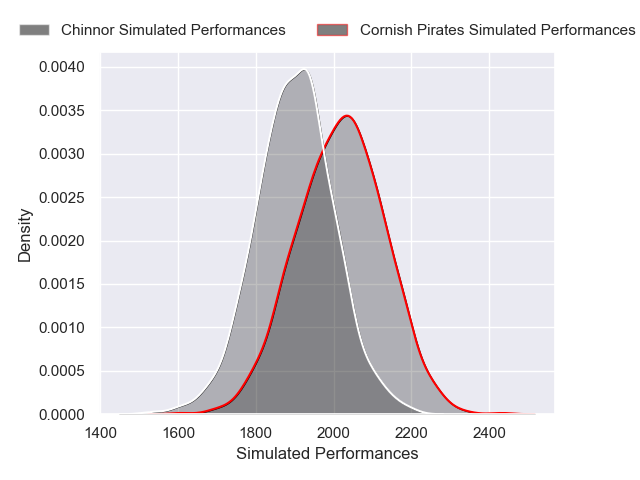 Chinnor Simulated Performances
Cornish Pirates Simulated Performances
0.0040
0.0035
0.0030
0.0025
0.0020
0.0015
0.0010
0.0005
0.0000
Density
1400 1600 1800 2000 2200 2400
Simulated Performances